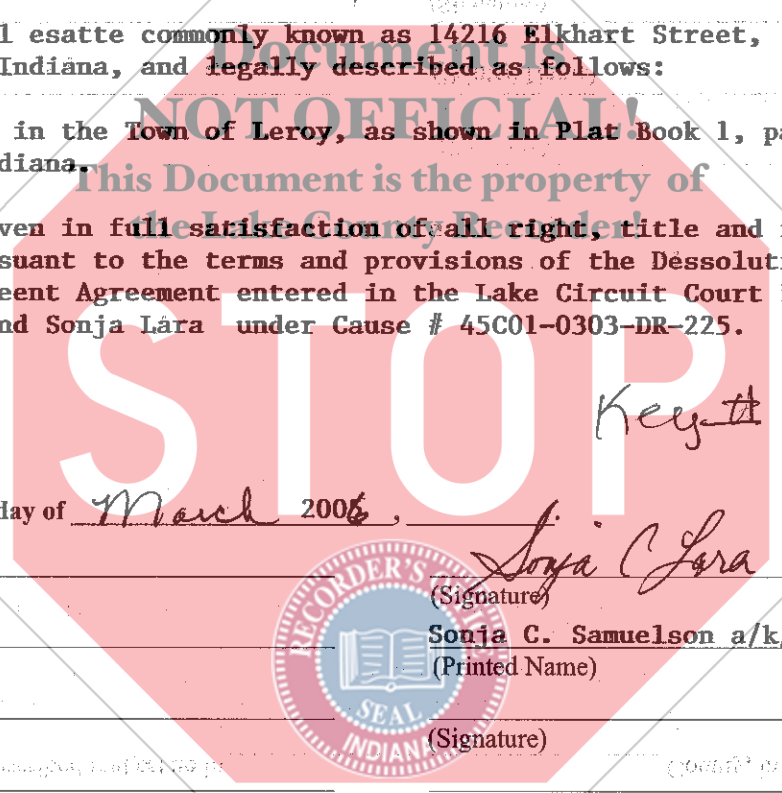 l esatte commonly known as 14216 Elkhart Street,
Indiana, and legally described as follows:
Document is
NOT OFFICIAL!
in the Town of Leroy, as shown in Plat Book 1, pa
diana.
This Document is the property of
the Lake County Recorder!
ven in full satisfaction of all right, title and
suant to the terms and provisions of the Dessoluti
eent Agreement entered in the Lake Circuit Court
nd Sonja Lara under Cause # 45C01-0303-DR-225.
STOP
Key #
day of March 2006,
Sonja C Lara
(Signature)
Sonja C. Samuelson a/k
(Printed Name)
(Signature)
RECORDER'S OFFICE
SEAL
INDIANA